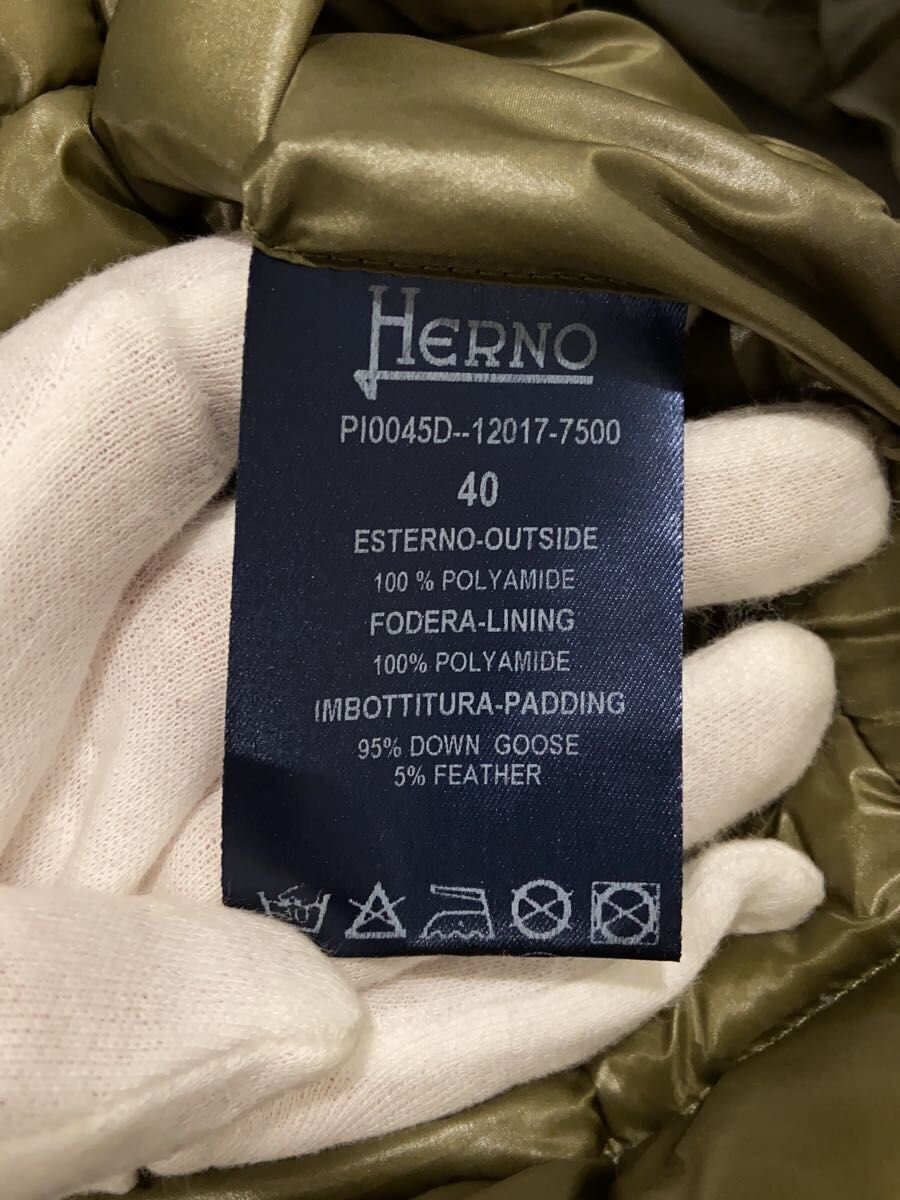 HERNO
PI0045D--12017-7500
40
ESTERNO-OUTSIDE
100 % POLYAMIDE
FODERA-LINING
100% POLYAMIDE
IMBOTTITURA-PADDING
95% DOWN GOOSE
5% FEATHER